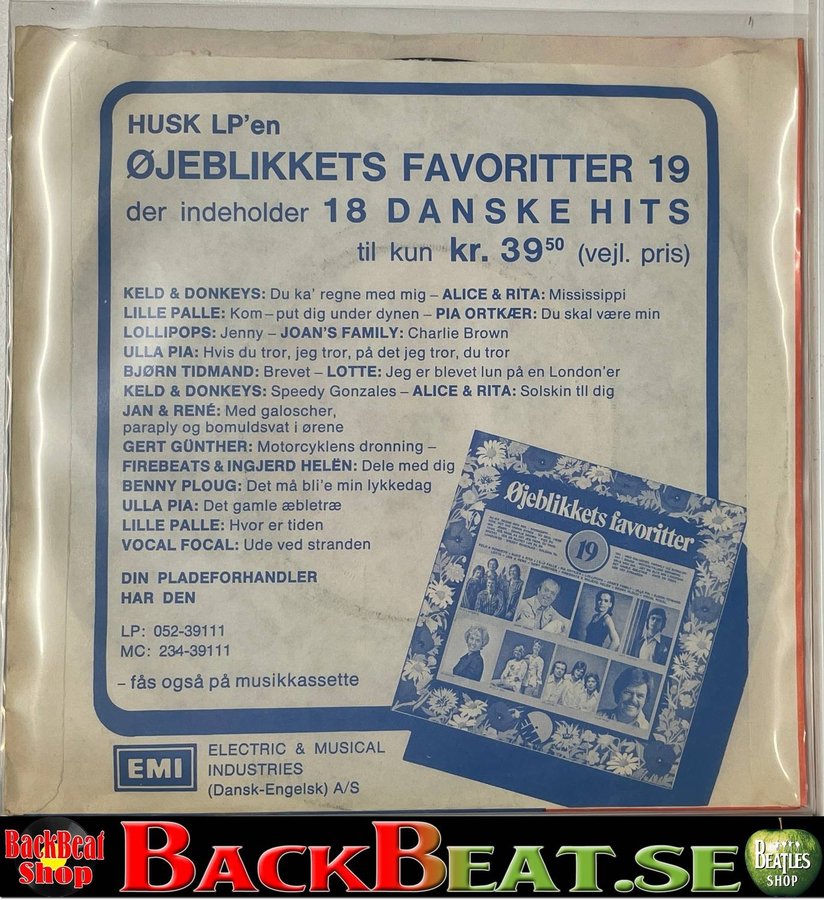 HUSK LP'en
ØJEBLIKKETS FAVORITTER 19
der indeholder 18 DANSKE HITS
til kun kr. 39 50 (vejl. pris)
KELD & DONKEYS: Du ka' regne med mig – ALICE & RITA: Mississippi
LILLE PALLE: Kom – put dig under dynen – PIA ORTKÆR: Du skal være min
LOLLIPOPS: Jenny – JOAN'S FAMILY: Charlie Brown
ULLA PIA: Hvis du tror, jeg tror, på det jeg tror, du tror
BJØRN TIDMAND: Brevet – LOTTE: Jeg er blevet lun på en London'er
KELD & DONKEYS: Speedy Gonzales – ALICE & RITA: Solskin tIl dig
JAN & RENÉ: Med galoscher,
paraply og bomuldsvat i ørene
GERT GÜNTHER: Motorcyklens dronning –
FIREBEATS & INGJERD HELËN: Dele med dig
BENNY PLOUG: Det må bli'e min lykkedag
ULLA PIA: Det gamle æbletræ
LILLE PALLE: Hvor er tiden
VOCAL FOCAL: Ude ved stranden
DIN PLADEFORHANDLER
HAR DEN
LP: 052-39111
MC: 234-39111
– fås også på musikkassette
Øjeblikkets favoritter
19
EMI
EMI
ELECTRIC & MUSICAL
INDUSTRIES
(Dansk-Engelsk) A/S
BackBeat
Shop
BACKBEAT.SE
BEATLES
SHOP